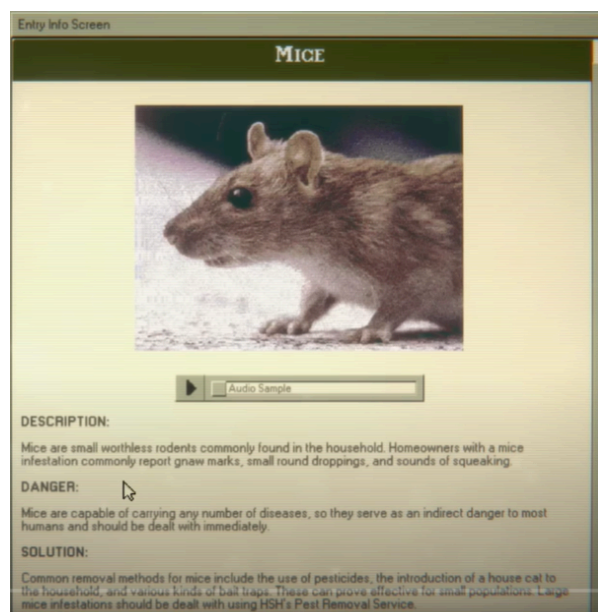 Entry Info Screen
MICE
Audio Sample
DESCRIPTION:
Mice are small worthless rodents commonly found in the household. Homeowners with a mice
infestation commonly report gnaw marks, small round droppings, and sounds of squeaking.
DANGER:
Mice are capable of carrying any number of diseases, so they serve as an indirect danger to most
humans and should be dealt with immediately.
SOLUTION:
Common removal methods for mice include the use of pesticides, the introduction of a house cat to
the household, and various kinds of bait traps. These can prove effective for small populations. Large
mice infestations should be dealt with using HSH's Pest Removal Service.